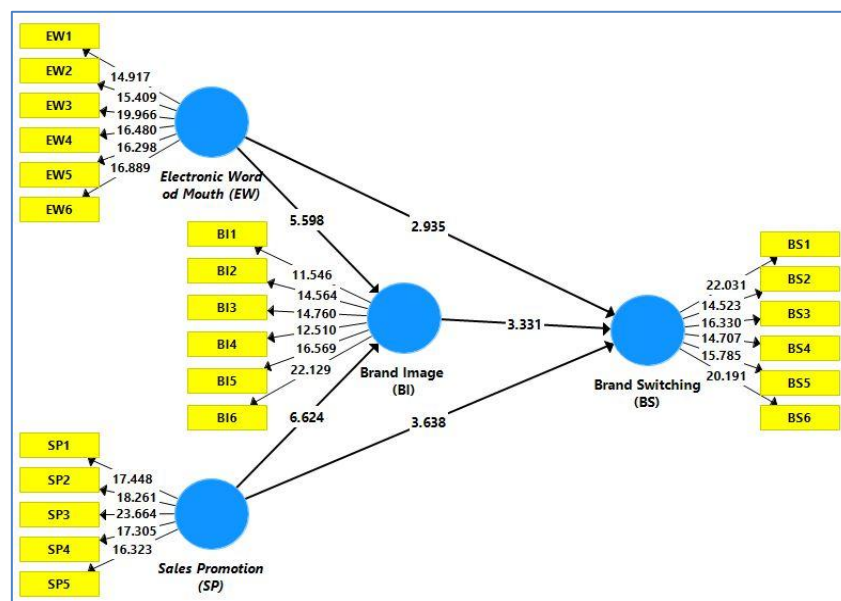 EW1
EW2
EW3
EW4
EW5
EW6
14.917
15.409
19.966
16.480
16.298
16.889
Electronic Word
od Mouth (EW)
5.598
2.935
BI1
BI2
BI3
BI4
BI5
BI6
11.546
14.564
14.760
12.510
16.569
22.129
Brand Image
(BI)
3.331
BS1
BS2
BS3
BS4
BS5
BS6
22.031
14.523
16.330
14.707
15.785
20.191
Brand Switching
(BS)
6.624
3.638
SP1
SP2
SP3
SP4
SP5
17.448
18.261
23.664
17.305
16.323
Sales Promotion
(SP)